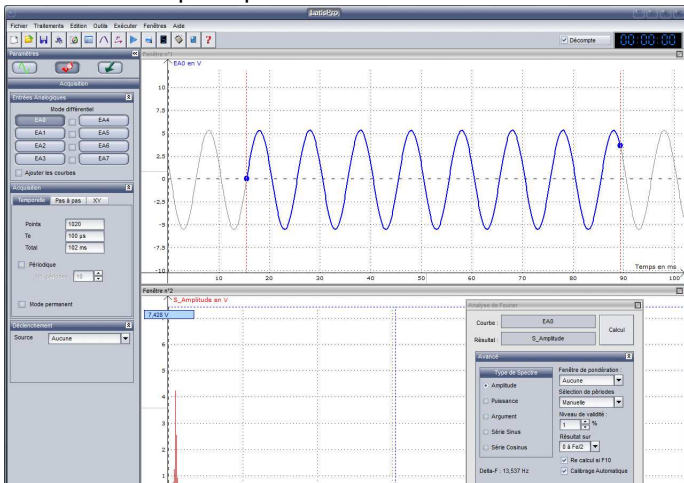 LatisPro
Fichier Traitements Edition Outils Exécuter Fenêtres Aide
Décompte
00:00:00
Paramètres
Acquisition
Entrées Analogiques
Mode différentiel
EA0 EA4
EA1 EA5
EA2 EA6
EA3 EA7
Ajouter les courbes
Acquisition
Temporelle Pas à pas XY
Points 1020
Te 100 µs
Total 102 ms
Périodique
10
Mode permanent
Déclenchement
Source Aucune
Fenêtre n°1
EA0 en V
10
7.5
5
2.5
0
-2.5
-5
-7.5
-10
Temps en ms
10 20 30 40 50 60 70 80 90 100
Fenêtre n°2
S_Amplitude en V
7,428 V
6
5
4
3
2
1
Analyse de Fourier
Courbe : EA0
Calcul
Résultat : S_Amplitude
Avancé
Type de Spectre
Amplitude
Puissance
Argument
Série Sinus
Série Cosinus
Delta-F : 13,537 Hz
Fenêtre de pondération :
Aucune
Sélection de périodes
Manuelle
Niveau de validité :
1 %
Résultat sur
0 à Fe/2
Re calcul si F10
Calibrage Automatique